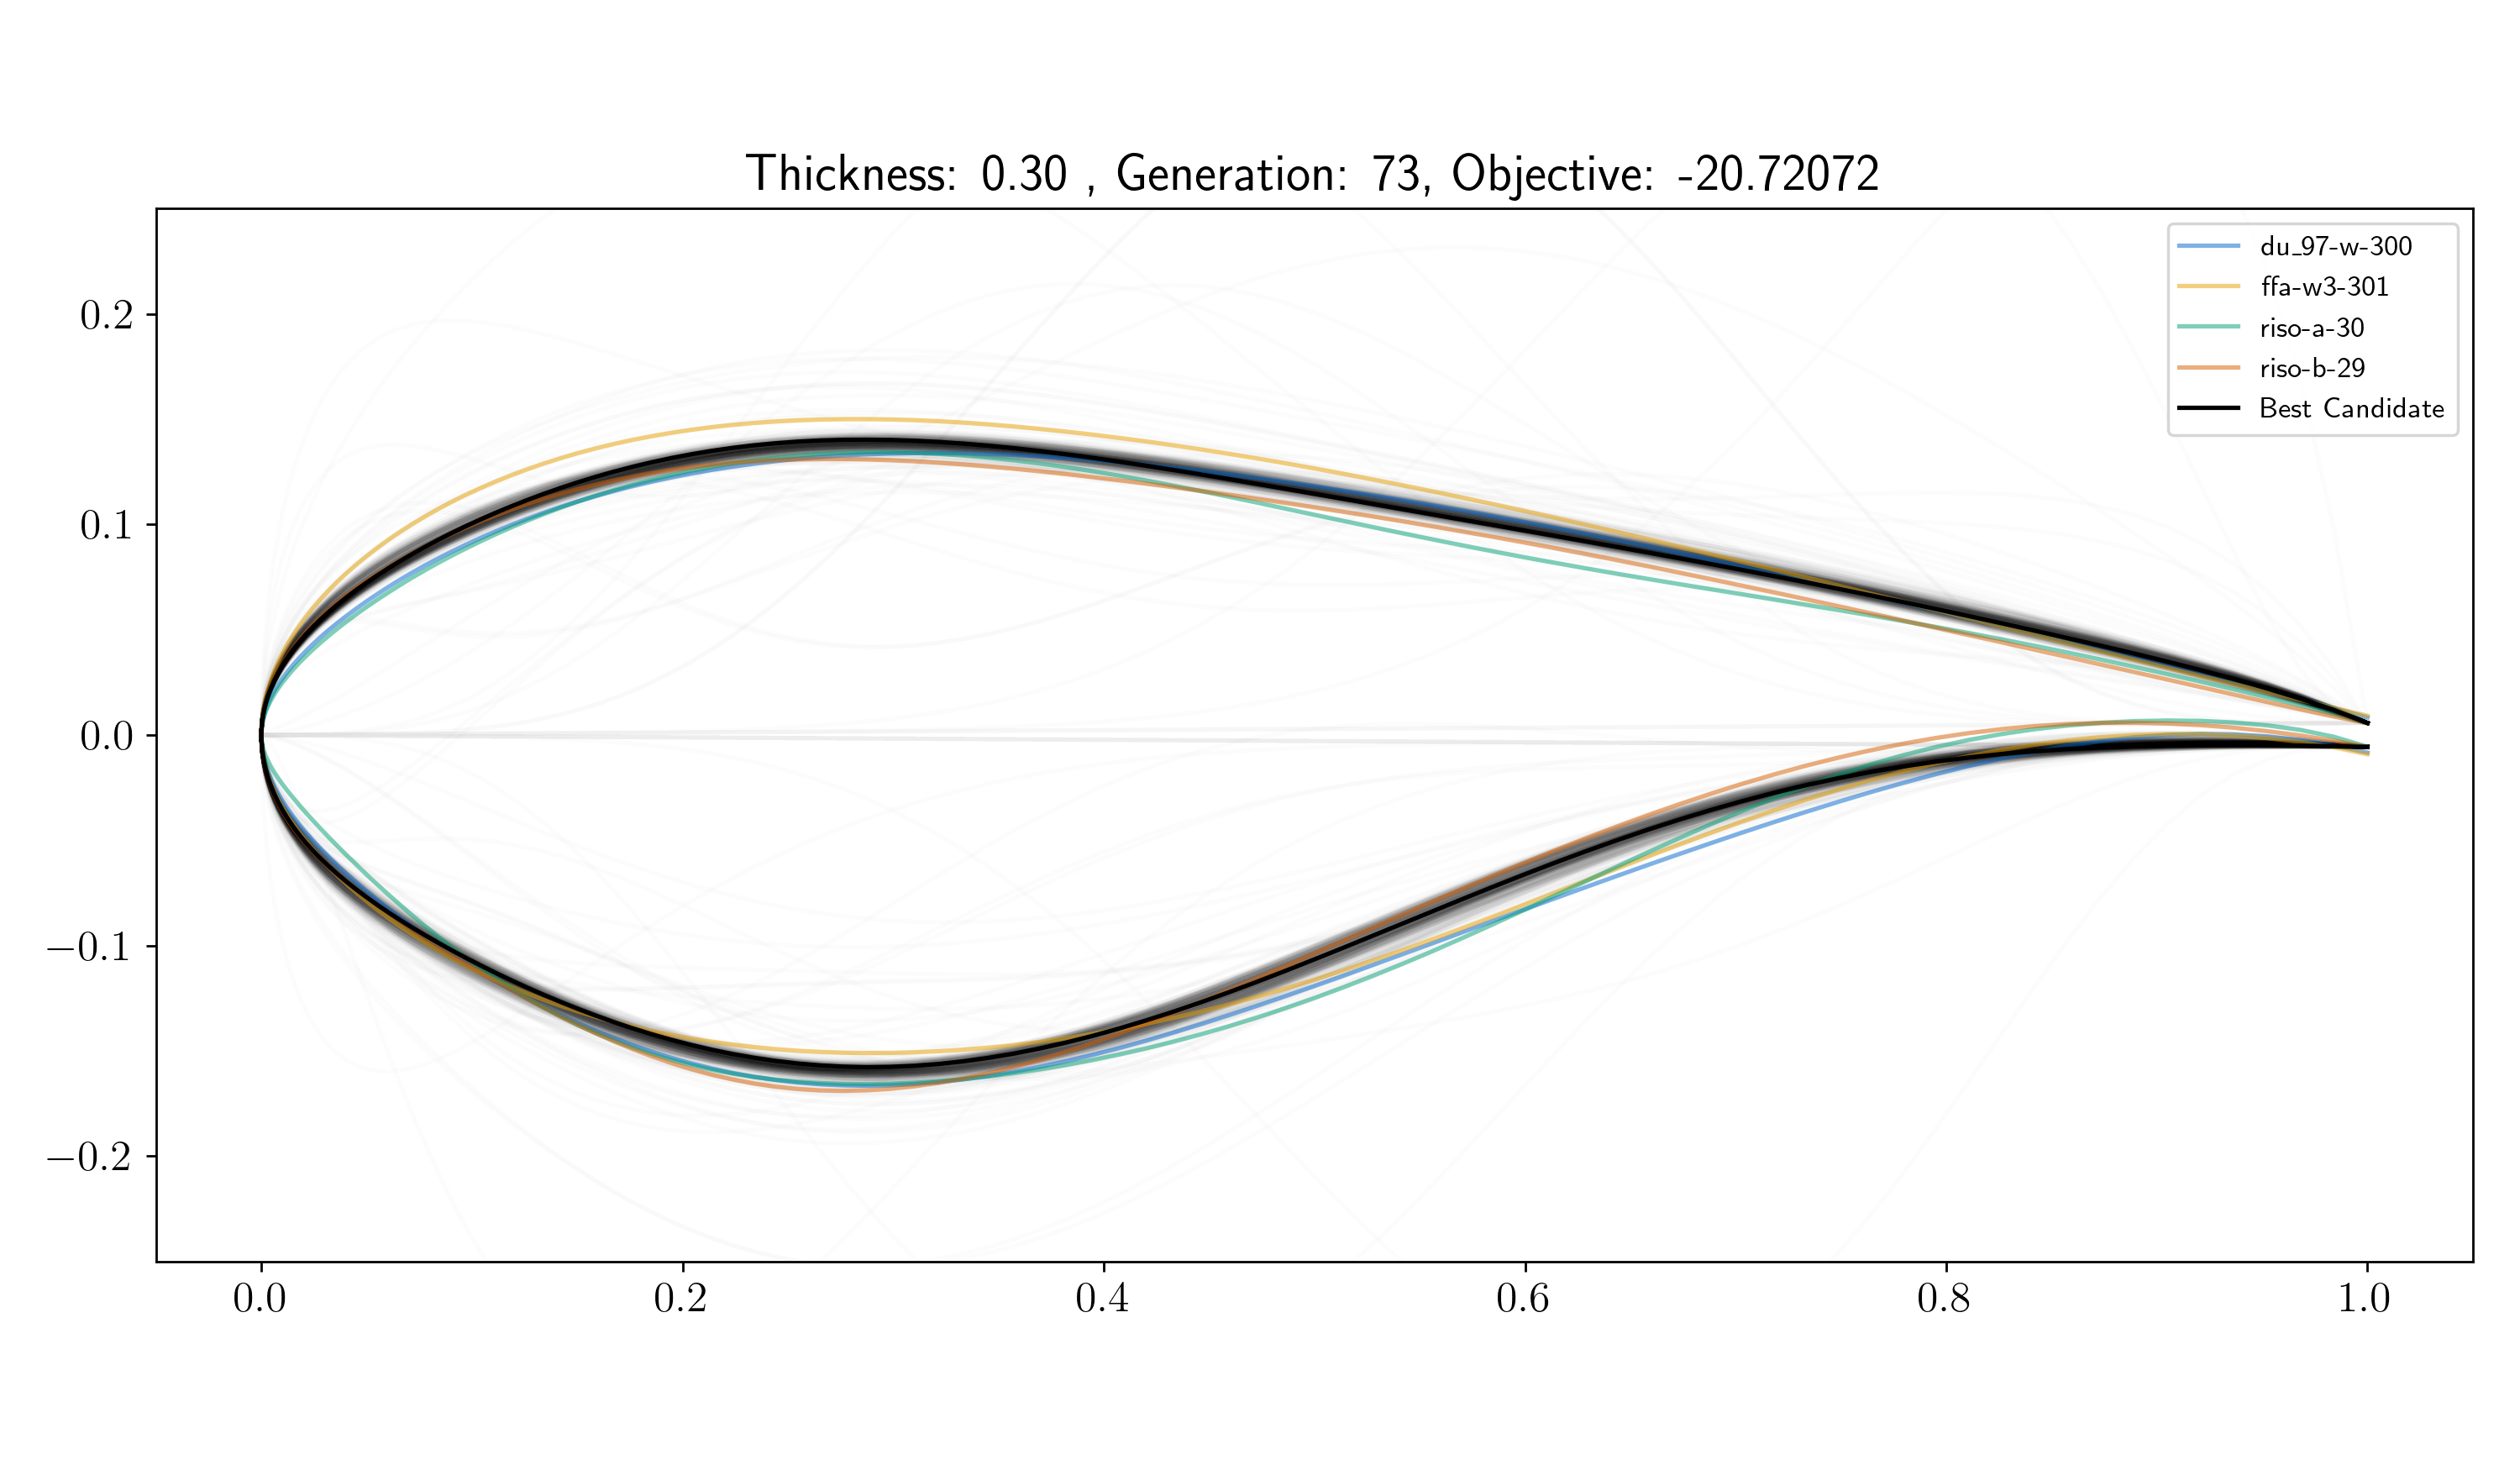 Thickness: 0.30 , Generation: 73, Objective: -20.72072
du_97-w-300
ffa-w3-301
riso-a-30
riso-b-29
Best Candidate
0.2
0.1
0.0
−0.1
−0.2
0.0 0.2 0.4 0.6 0.8 1.0